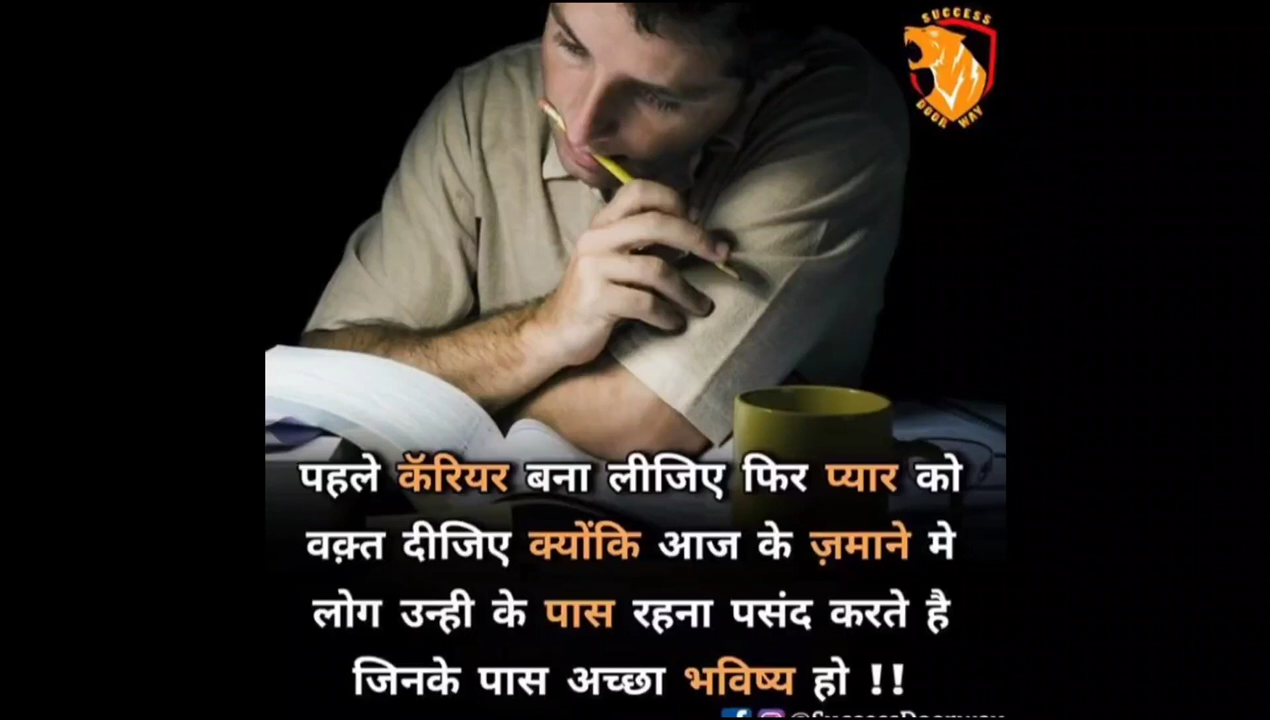 SUCCESS
DOOR WAY
पहले कॅरियर बना लीजिए फिर प्यार को
वक़्त दीजिए क्योंकि आज के ज़माने मे
लोग उन्ही के पास रहना पसंद करते है
जिनके पास अच्छा भविष्य हो !!